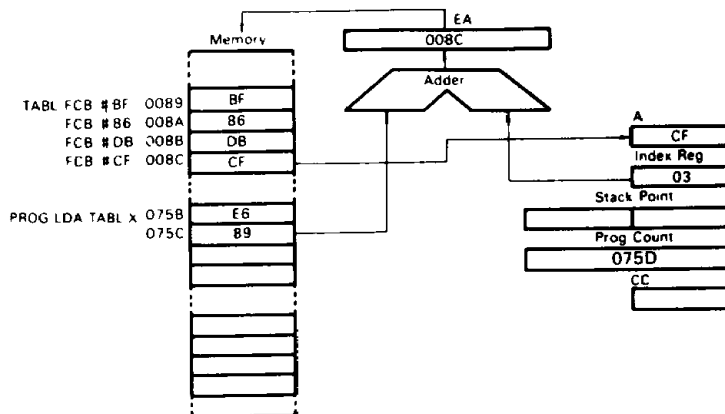 EA
008C
Memory
Adder
TABL FCB #BF 0089 BF
FCB #86 008A 86
FCB #DB 008B DB
FCB #CF 008C CF
A
CF
Index Reg
03
Stack Point
Prog Count
075D
CC
PROG LDA TABL X 075B E6
075C 89